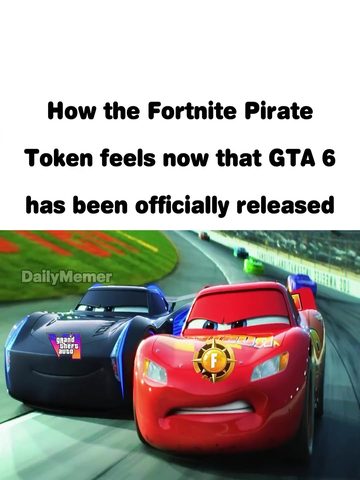 How the Fortnite Pirate
Token feels now that GTA 6
has been officially released
DailyMemer
grand
theft
auto
F